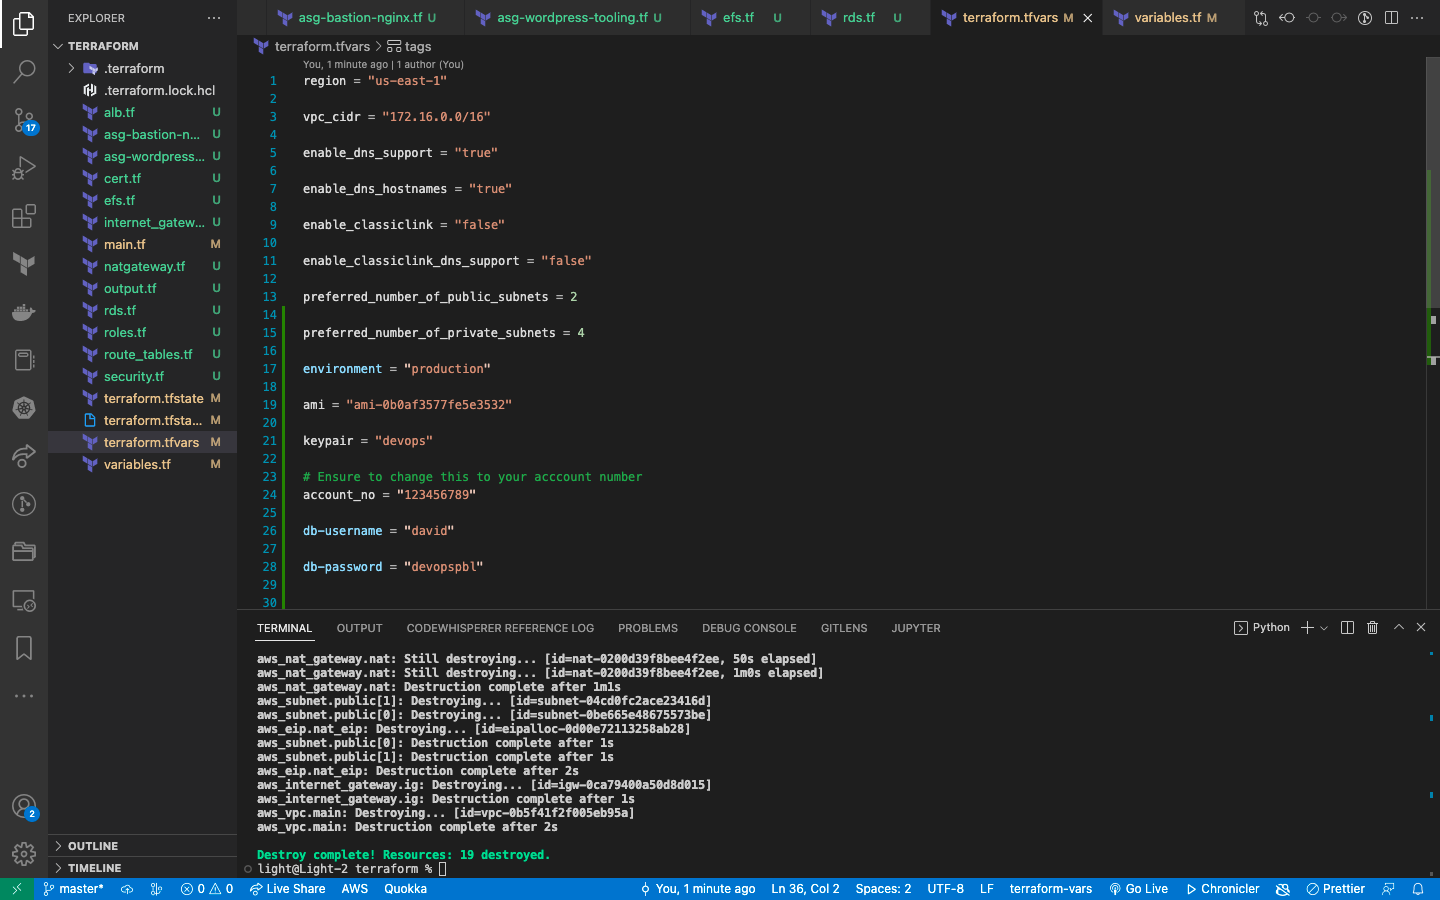 EXPLORER
TERRAFORM
.terraform
.terraform.lock.hcl
alb.tf U
asg-bastion-n... U
asg-wordpress... U
cert.tf U
efs.tf U
internet_gatew... U
main.tf M
natgateway.tf U
output.tf U
rds.tf U
roles.tf U
route_tables.tf U
security.tf U
terraform.tfstate M
terraform.tfsta... M
terraform.tfvars M
variables.tf M
OUTLINE
TIMELINE
17
2
asg-bastion-nginx.tf U asg-wordpress-tooling.tf U efs.tf U rds.tf U terraform.tfvars M variables.tf M
terraform.tfvars > tags
You, 1 minute ago | 1 author (You)
1 region = "us-east-1"
2
3 vpc_cidr = "172.16.0.0/16"
4
5 enable_dns_support = "true"
6
7 enable_dns_hostnames = "true"
8
9 enable_classiclink = "false"
10
11 enable_classiclink_dns_support = "false"
12
13 preferred_number_of_public_subnets = 2
14
15 preferred_number_of_private_subnets = 4
16
17 environment = "production"
18
19 ami = "ami-0b0af3577fe5e3532"
20
21 keypair = "devops"
22
23 # Ensure to change this to your acccount number
24 account_no = "123456789"
25
26 db-username = "david"
27
28 db-password = "devopspbl"
29
30
TERMINAL OUTPUT CODEWHISPERER REFERENCE LOG PROBLEMS DEBUG CONSOLE GITLENS JUPYTER Python
aws_nat_gateway.nat: Still destroying... [id=nat-0200d39f8bee4f2ee, 50s elapsed]
aws_nat_gateway.nat: Still destroying... [id=nat-0200d39f8bee4f2ee, 1m0s elapsed]
aws_nat_gateway.nat: Destruction complete after 1m1s
aws_subnet.public[1]: Destroying... [id=subnet-04cd0fc2ace23416d]
aws_subnet.public[0]: Destroying... [id=subnet-0be665e48675573be]
aws_eip.nat_eip: Destroying... [id=eipalloc-0d00e72113258ab28]
aws_subnet.public[0]: Destruction complete after 1s
aws_subnet.public[1]: Destruction complete after 1s
aws_eip.nat_eip: Destruction complete after 2s
aws_internet_gateway.ig: Destroying... [id=igw-0ca79400a50d8d015]
aws_internet_gateway.ig: Destruction complete after 1s
aws_vpc.main: Destroying... [id=vpc-0b5f41f2f005eb95a]
aws_vpc.main: Destruction complete after 2s
Destroy complete! Resources: 19 destroyed.
light@Light-2 terraform %
master* 0 0 Live Share AWS Quokka You, 1 minute ago Ln 36, Col 2 Spaces: 2 UTF-8 LF terraform-vars Go Live Chronicler Prettier